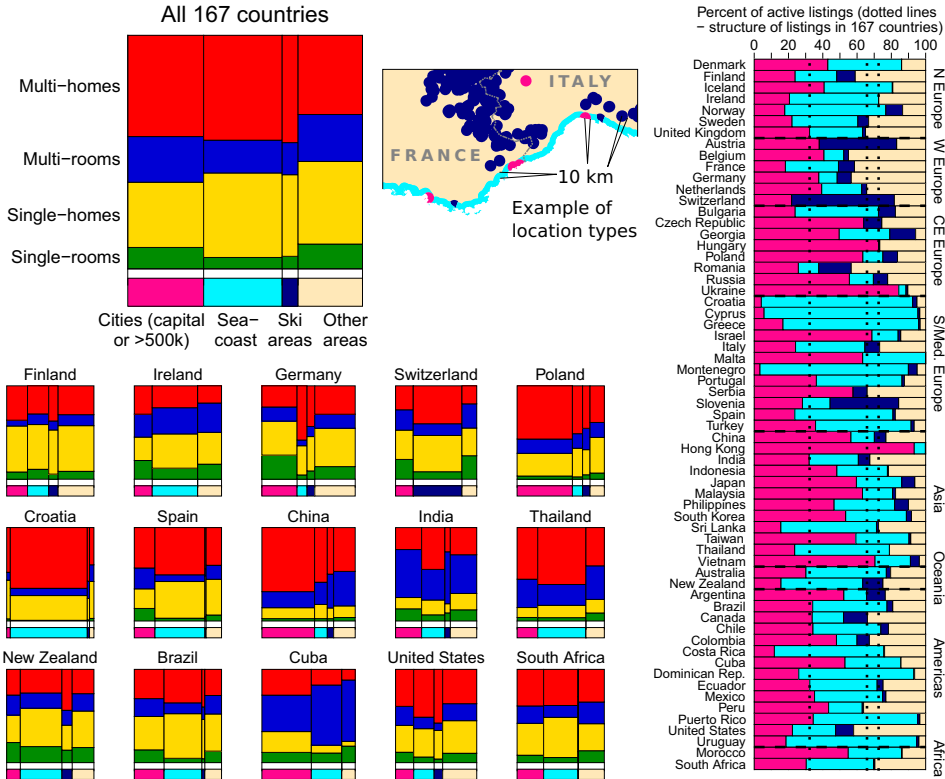 All 167 countries
Multi−homes
Multi−rooms
Single−homes
Single−rooms
Cities (capital or >500k)
Sea−coast
Ski areas
Other areas
ITALY
FRANCE
10 km
Example of
location types
Percent of active listings (dotted lines
− structure of listings in 167 countries)
0 20 40 60 80 100
Denmark
Finland
Iceland
Ireland
Norway
Sweden
United Kingdom
N Europe
Austria
Belgium
France
Germany
Netherlands
Switzerland
W Europe
Bulgaria
Czech Republic
Georgia
Hungary
Poland
Romania
Russia
Ukraine
CE Europe
Croatia
Cyprus
Greece
Israel
Italy
Malta
Montenegro
Portugal
Serbia
Slovenia
Spain
Turkey
S/Med. Europe
China
Hong Kong
India
Indonesia
Japan
Malaysia
Philippines
South Korea
Sri Lanka
Taiwan
Thailand
Vietnam
Asia
Australia
New Zealand
Oceania
Argentina
Brazil
Canada
Chile
Colombia
Costa Rica
Cuba
Dominican Rep.
Ecuador
Mexico
Peru
Puerto Rico
United States
Uruguay
Americas
Morocco
South Africa
Africa
Finland
Ireland
Germany
Switzerland
Poland
Croatia
Spain
China
India
Thailand
New Zealand
Brazil
Cuba
United States
South Africa